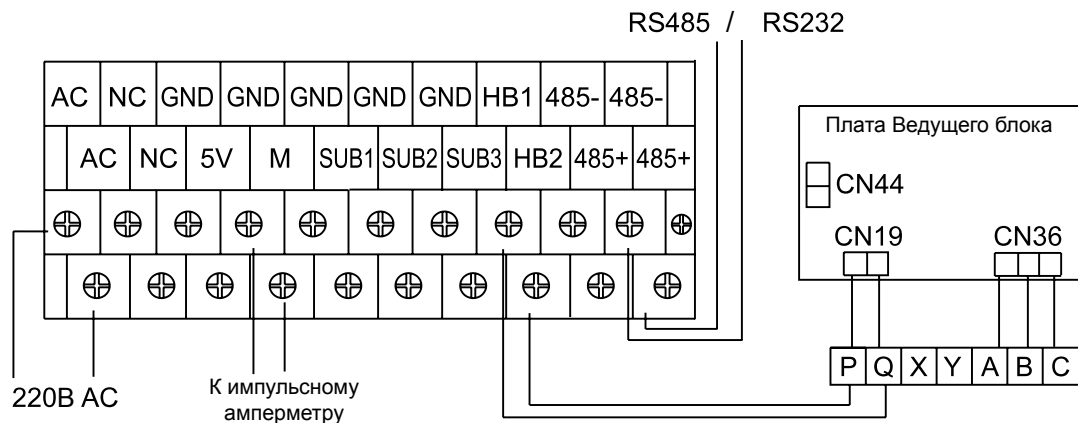 RS485 / RS232
AC NC GND GND GND GND GND HB1 485- 485-
AC NC 5V M SUB1 SUB2 SUB3 HB2 485+ 485+
Плата Ведущего блока
CN44
CN19 CN36
P Q X Y A B C
220В AC
К импульсному
амперметру